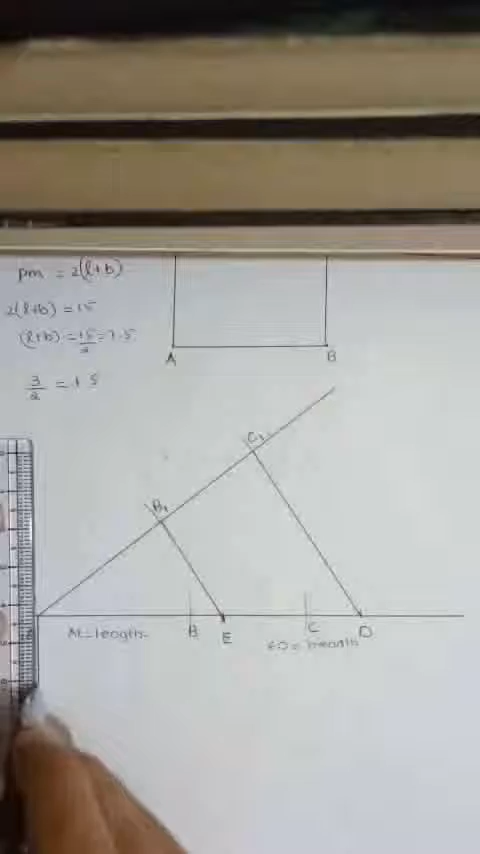 pm = 2(l+b)
2(l+b) = 15
(l+b) = 15/2 = 7.5
3/2 = 1.5
A B
C1
B1
AE=length B E C D
ED = breadth